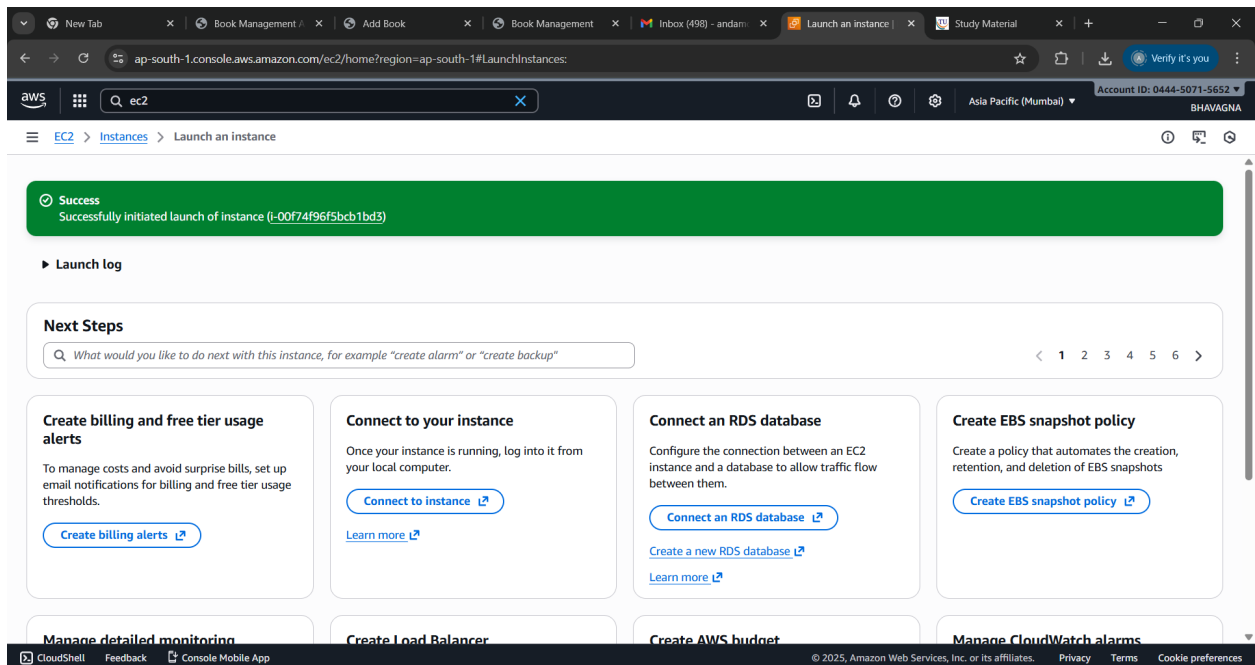 New Tab
Book Management A
Add Book
Book Management
Inbox (498) - andam
Launch an instance |
Study Material
ap-south-1.console.aws.amazon.com/ec2/home?region=ap-south-1#LaunchInstances:
Verify it's you
aws
ec2
Asia Pacific (Mumbai)
Account ID: 0444-5071-5652
BHAVAGNA
EC2 > Instances > Launch an instance
Success
Successfully initiated launch of instance (i-00f74f96f5bcb1bd3)
Launch log
Next Steps
What would you like to do next with this instance, for example "create alarm" or "create backup"
1 2 3 4 5 6
Create billing and free tier usage
alerts
To manage costs and avoid surprise bills, set up
email notifications for billing and free tier usage
thresholds.
Create billing alerts
Connect to your instance
Once your instance is running, log into it from
your local computer.
Connect to instance
Learn more
Connect an RDS database
Configure the connection between an EC2
instance and a database to allow traffic flow
between them.
Connect an RDS database
Create a new RDS database
Learn more
Create EBS snapshot policy
Create a policy that automates the creation,
retention, and deletion of EBS snapshots
Create EBS snapshot policy
Manage detailed monitoring
Create Load Balancer
Create AWS budget
Manage CloudWatch alarms
CloudShell Feedback Console Mobile App
© 2025, Amazon Web Services, Inc. or its affiliates. Privacy Terms Cookie preferences